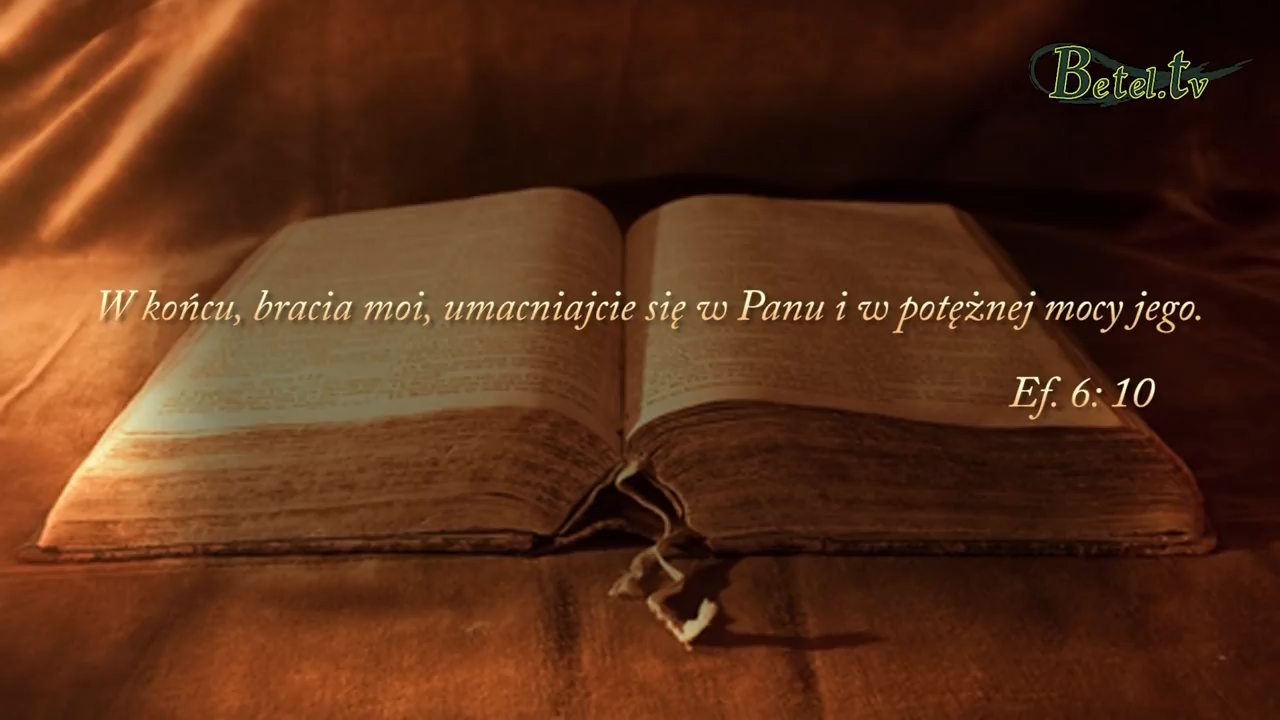 Betel.tv
W końcu, bracia moi, umacniajcie się w Panu i w potężnej mocy jego.
Ef. 6: 10